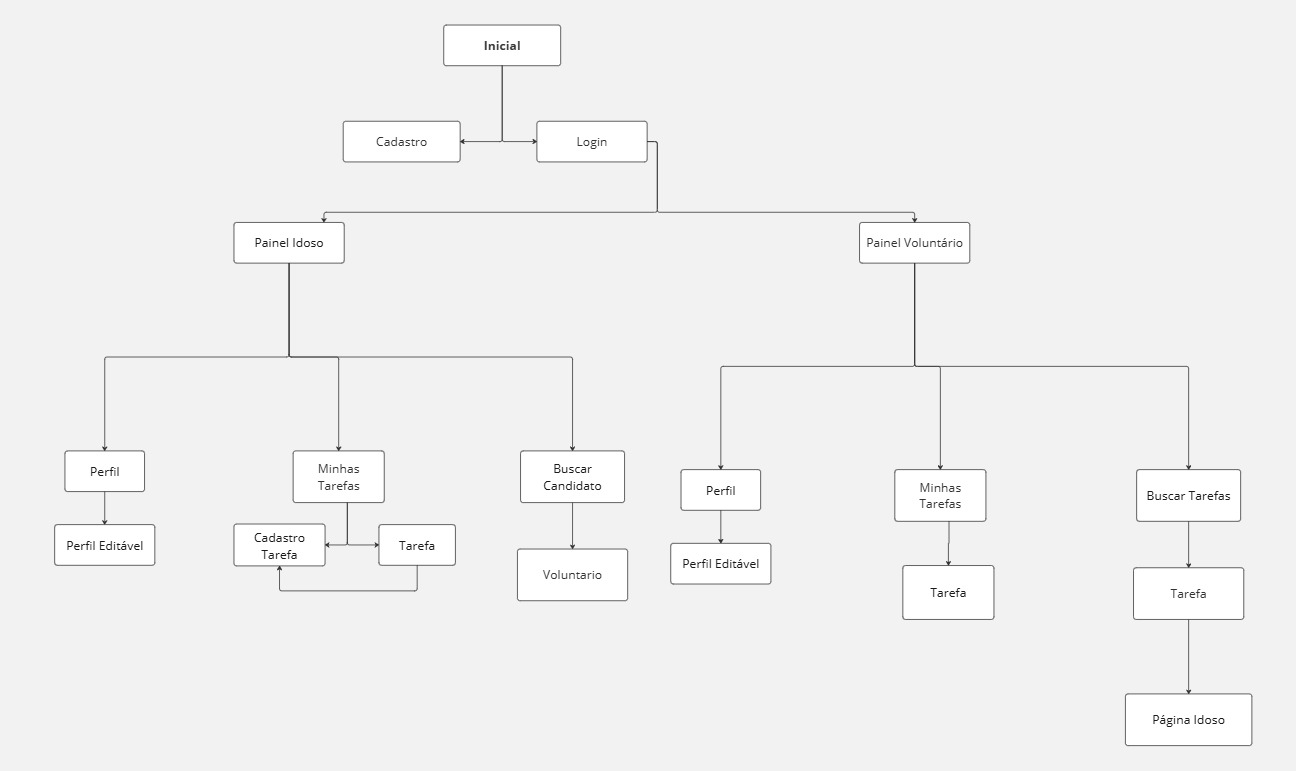 Inicial
Cadastro
Login
Painel Idoso
Painel Voluntário
Perfil
Minhas
Tarefas
Buscar
Candidato
Perfil Editável
Cadastro
Tarefa
Tarefa
Voluntario
Perfil
Minhas
Tarefas
Buscar Tarefas
Perfil Editável
Tarefa
Tarefa
Página Idoso